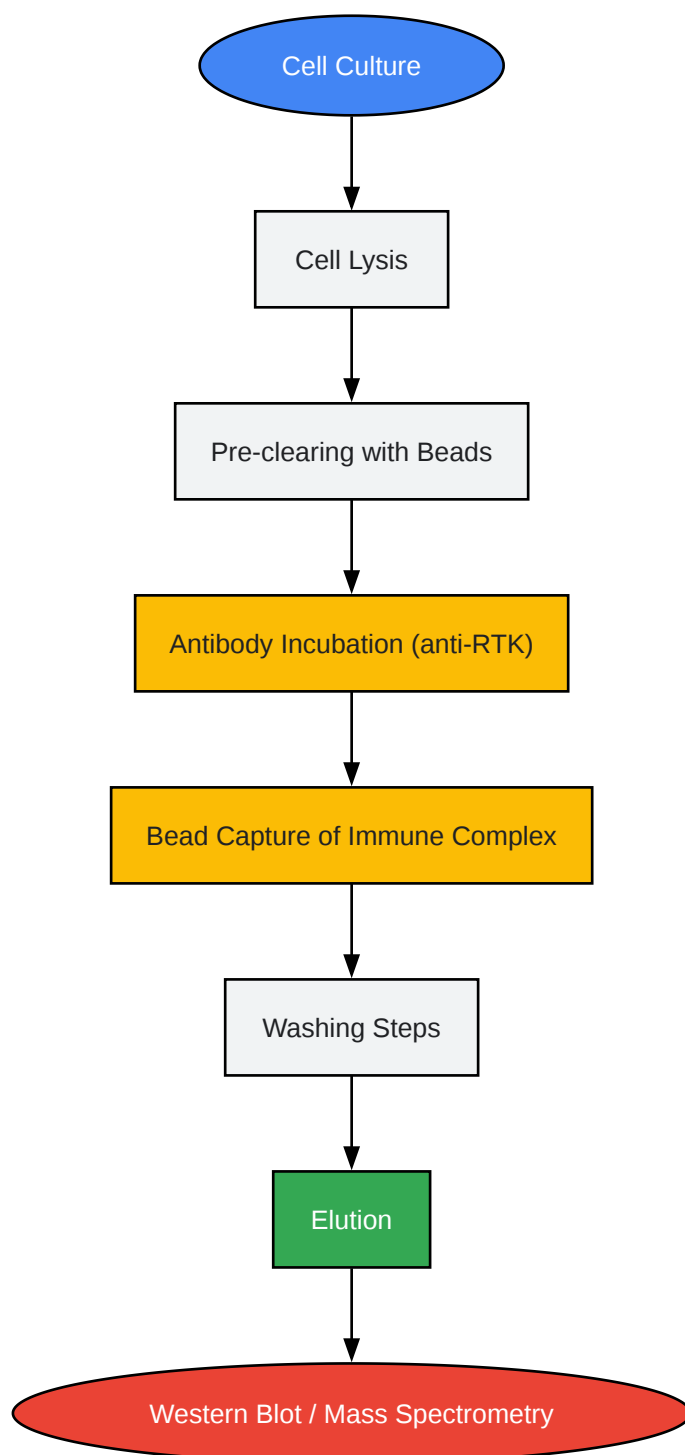 Cell Culture
Cell Lysis
Pre-clearing with Beads
Antibody Incubation (anti-RTK)
Bead Capture of Immune Complex
Washing Steps
Elution
Western Blot / Mass Spectrometry